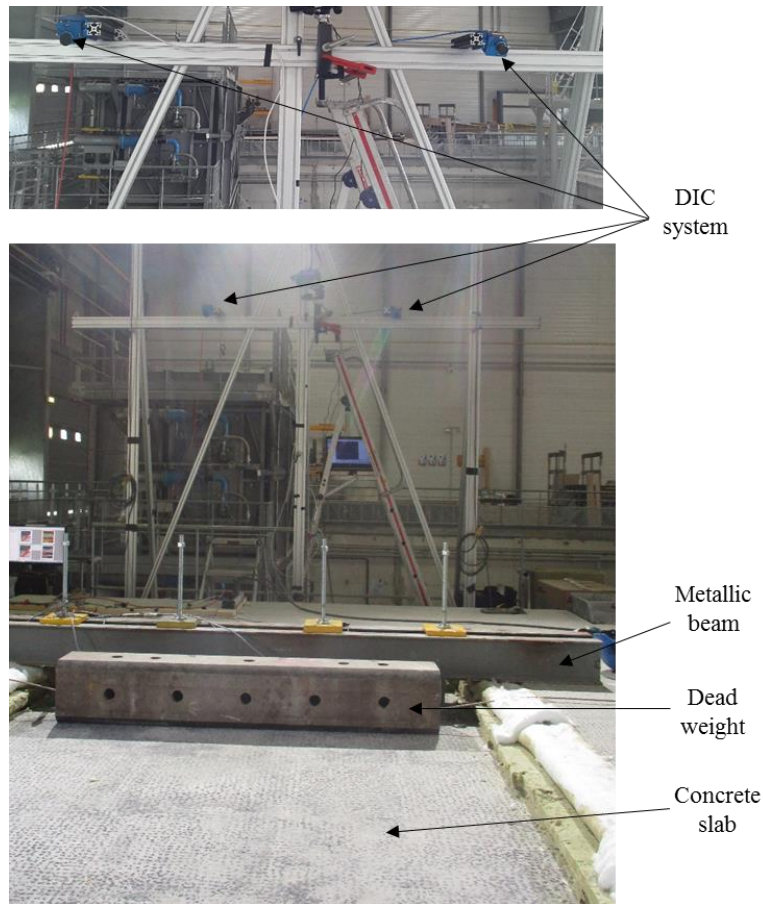 DIC
system
Metallic
beam
Dead
weight
Concrete
slab